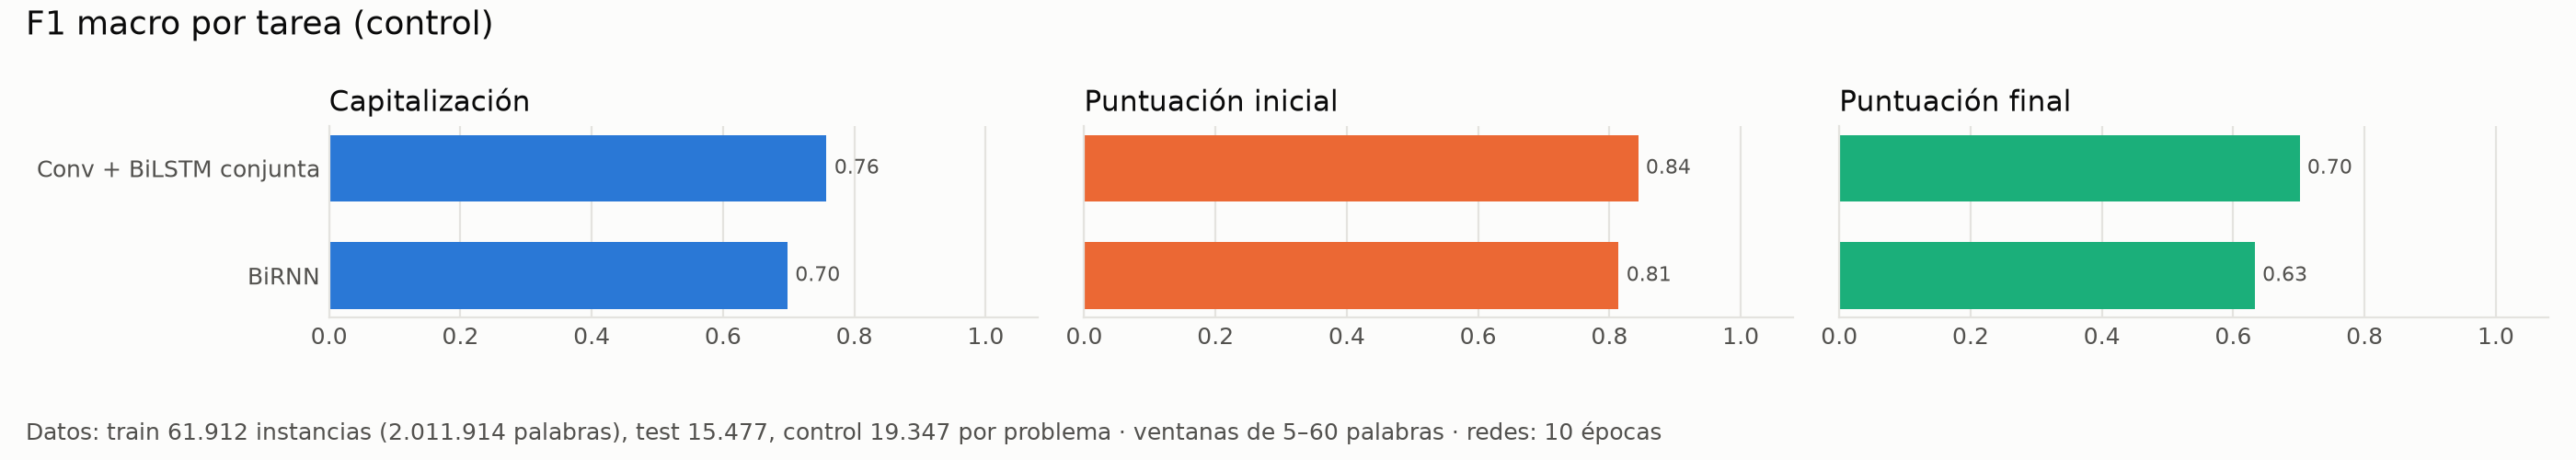 F1 macro por tarea (control)
Capitalización
Puntuación inicial
Puntuación final
Conv + BiLSTM conjunta
0.76
0.84
0.70
BiRNN
0.70
0.81
0.63
0.0 0.2 0.4 0.6 0.8 1.0
0.0 0.2 0.4 0.6 0.8 1.0
0.0 0.2 0.4 0.6 0.8 1.0
Datos: train 61.912 instancias (2.011.914 palabras), test 15.477, control 19.347 por problema · ventanas de 5–60 palabras · redes: 10 épocas